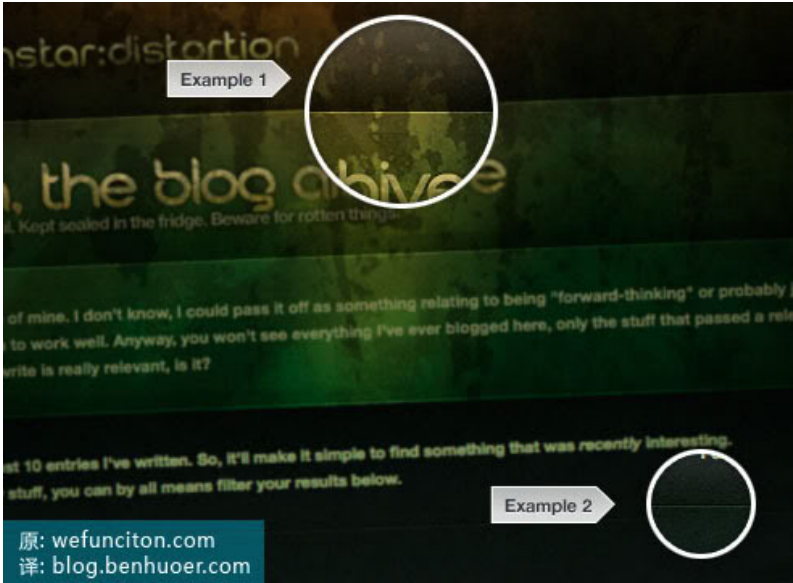 nstar:distortion
Example 1
, the blog a hive e
l. Kept sealed in the fridge. Beware for rotten things.
of mine. I don't know, I could pass it off as something relating to being "forward-thinking" or probably
to work well. Anyway, you won't see everything I've ever blogged here, only the stuff that passed a rele
write is really relevant, is it?
st 10 entries I've written. So, it'll make it simple to find something that was recently interesting.
stuff, you can by all means filter your results below.
Example 2
原: wefunciton.com
译: blog.benhuoer.com